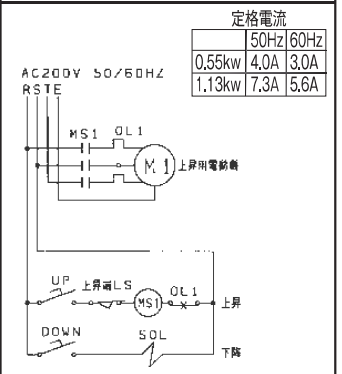 定格電流
50Hz 60Hz
0.55kw 4.0A 3.0A
1.13kw 7.3A 5.6A
AC200V 50/60HZ
RSTE
MS1 OL1
M1 上昇用電動機
UP 上昇端LS MS1 OL1 上昇
DOWN SOL 下降